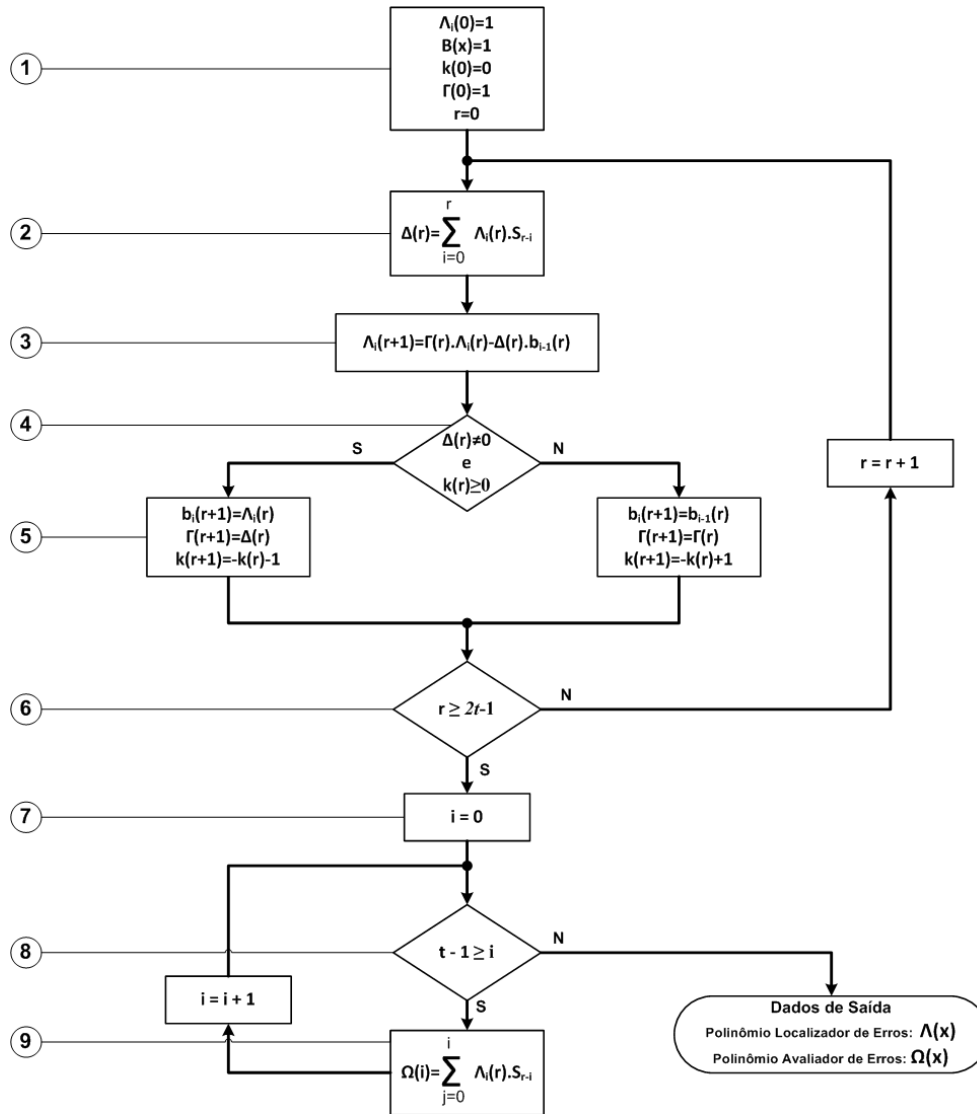 1
Λᵢ(0)=1
B(x)=1
k(0)=0
Γ(0)=1
r=0
2
r
Δ(r)=∑ Λᵢ(r).Sᵣ₋ᵢ
i=0
3
Λᵢ(r+1)=Γ(r).Λᵢ(r)-Δ(r).bᵢ₋₁(r)
4
Δ(r)≠0
e
k(r)≥0
S
N
r = r + 1
5
bᵢ(r+1)=Λᵢ(r)
Γ(r+1)=Δ(r)
k(r+1)=-k(r)-1
bᵢ(r+1)=bᵢ₋₁(r)
Γ(r+1)=Γ(r)
k(r+1)=-k(r)+1
6
r ≥ 2t-1
N
S
7
i = 0
8
t - 1 ≥ i
N
S
i = i + 1
9
i
Ω(i)=∑ Λᵢ(r).Sᵣ₋ᵢ
j=0
Dados de Saída
Polinômio Localizador de Erros: Λ(x)
Polinômio Avaliador de Erros: Ω(x)